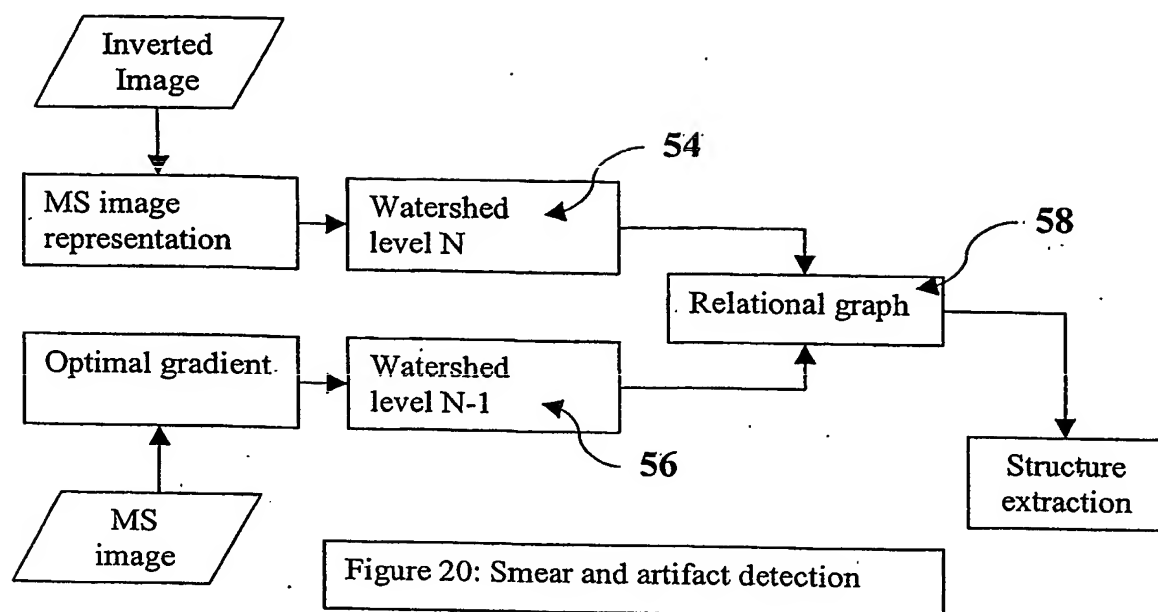 Inverted
Image
54
MS image
representation
Watershed
level N
58
Relational graph
Optimal gradient
Watershed
level N-1
56
Structure
extraction
MS
image
Figure 20: Smear and artifact detection